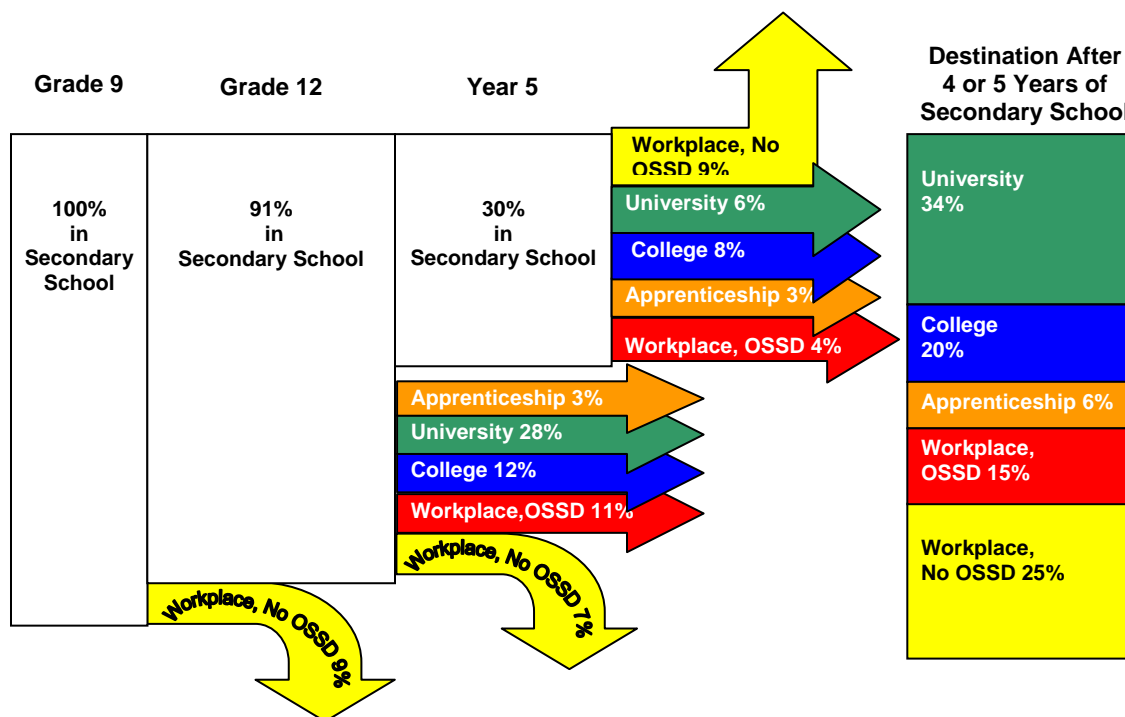 Grade 9
Grade 12
Year 5
Destination After
4 or 5 Years of
Secondary School
100%
in
Secondary
School
91%
in
Secondary School
30%
in
Secondary School
Workplace, No
OSSD 9%
University 6%
College 8%
Apprenticeship 3%
Workplace, OSSD 4%
Apprenticeship 3%
University 28%
College 12%
Workplace,OSSD 11%
Workplace, No OSSD 7%
Workplace, No OSSD 9%
University
34%
College
20%
Apprenticeship 6%
Workplace,
OSSD 15%
Workplace,
No OSSD 25%